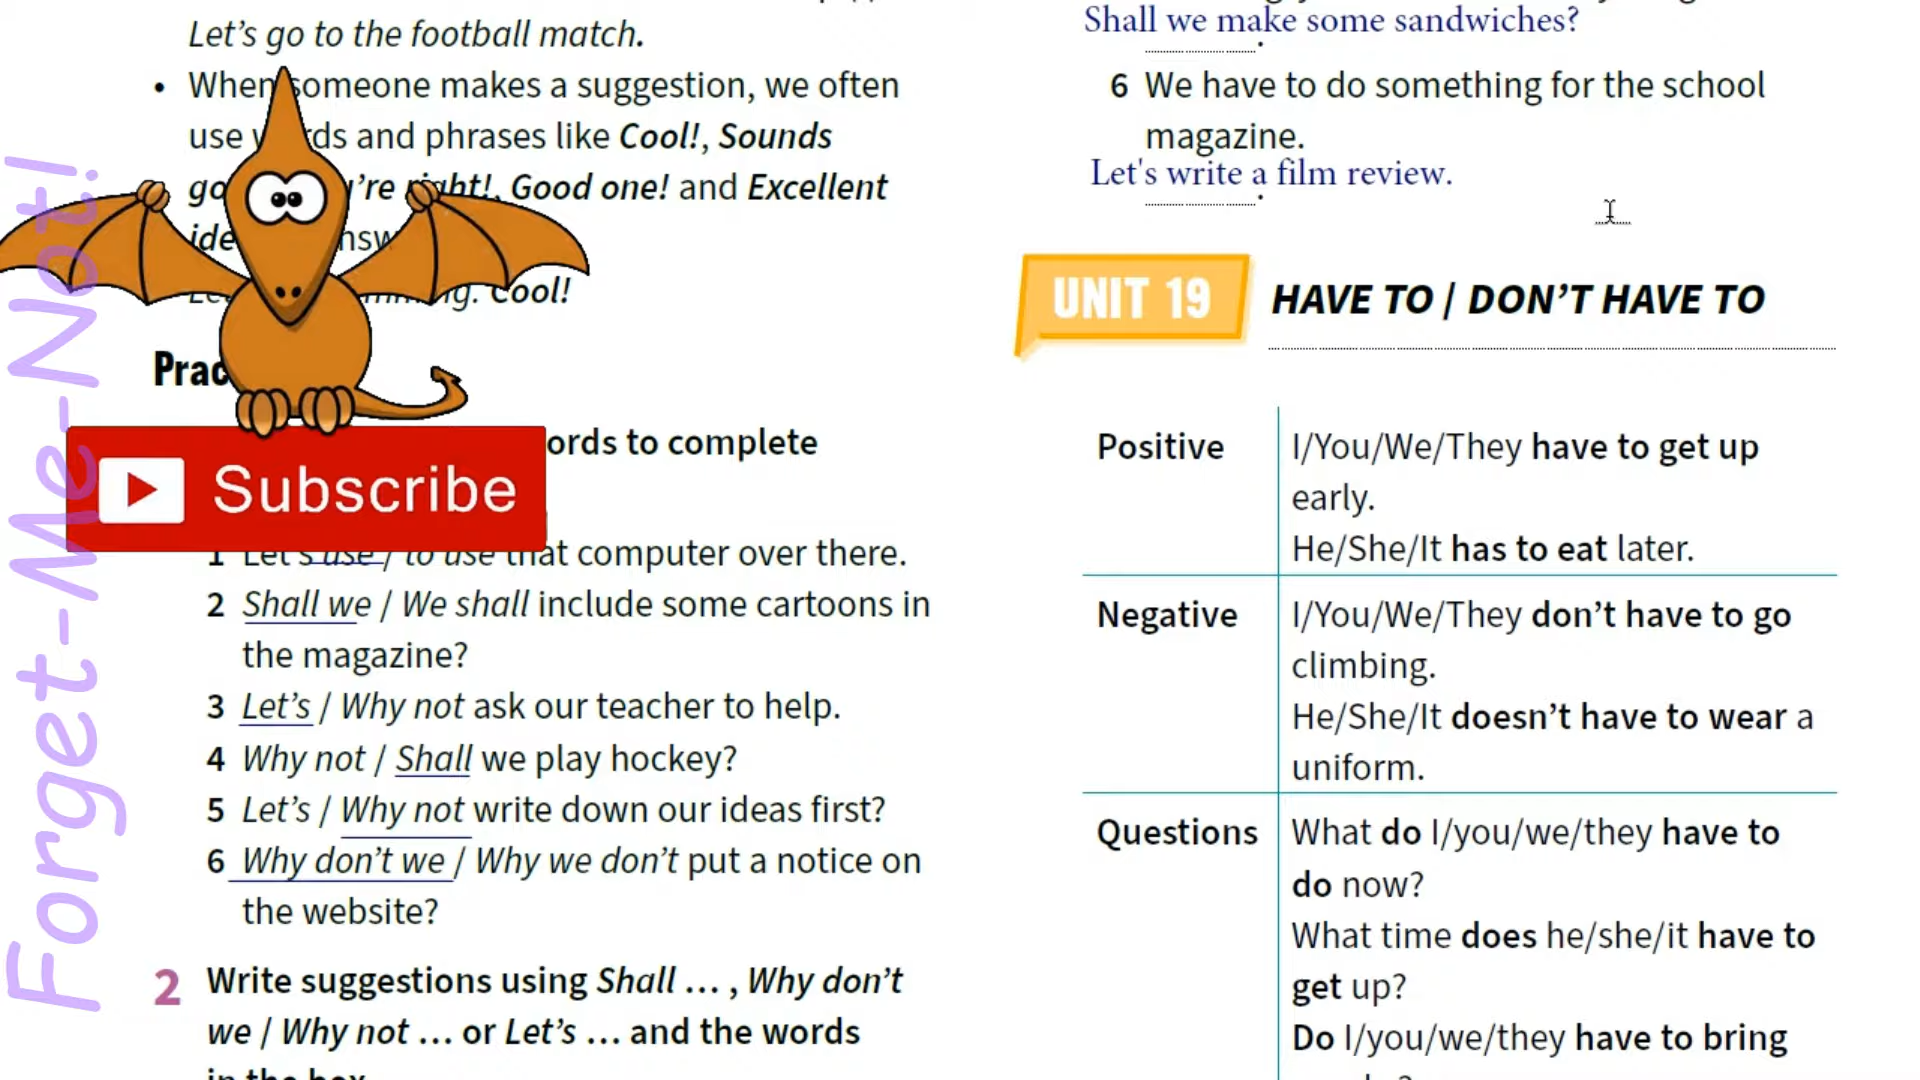 Let’s go to the football match.
• When someone makes a suggestion, we often
use words and phrases like Cool!, Sounds
’re right!, Good one! and Excellent
Cool!
ords to complete
1 Let’s use / to use that computer over there.
2 Shall we / We shall include some cartoons in
the magazine?
3 Let’s / Why not ask our teacher to help.
4 Why not / Shall we play hockey?
5 Let’s / Why not write down our ideas first?
6 Why don’t we / Why we don’t put a notice on
the website?
2 Write suggestions using Shall … , Why don’t
we / Why not … or Let’s … and the words
in the box.
Subscribe
Forget-Me-Not!
Shall we make some sandwiches?
6 We have to do something for the school
magazine.
Let's write a film review.
UNIT 19 HAVE TO / DON’T HAVE TO
Positive I/You/We/They have to get up
early.
He/She/It has to eat later.
Negative I/You/We/They don’t have to go
climbing.
He/She/It doesn’t have to wear a
uniform.
Questions What do I/you/we/they have to
do now?
What time does he/she/it have to
get up?
Do I/you/we/they have to bring